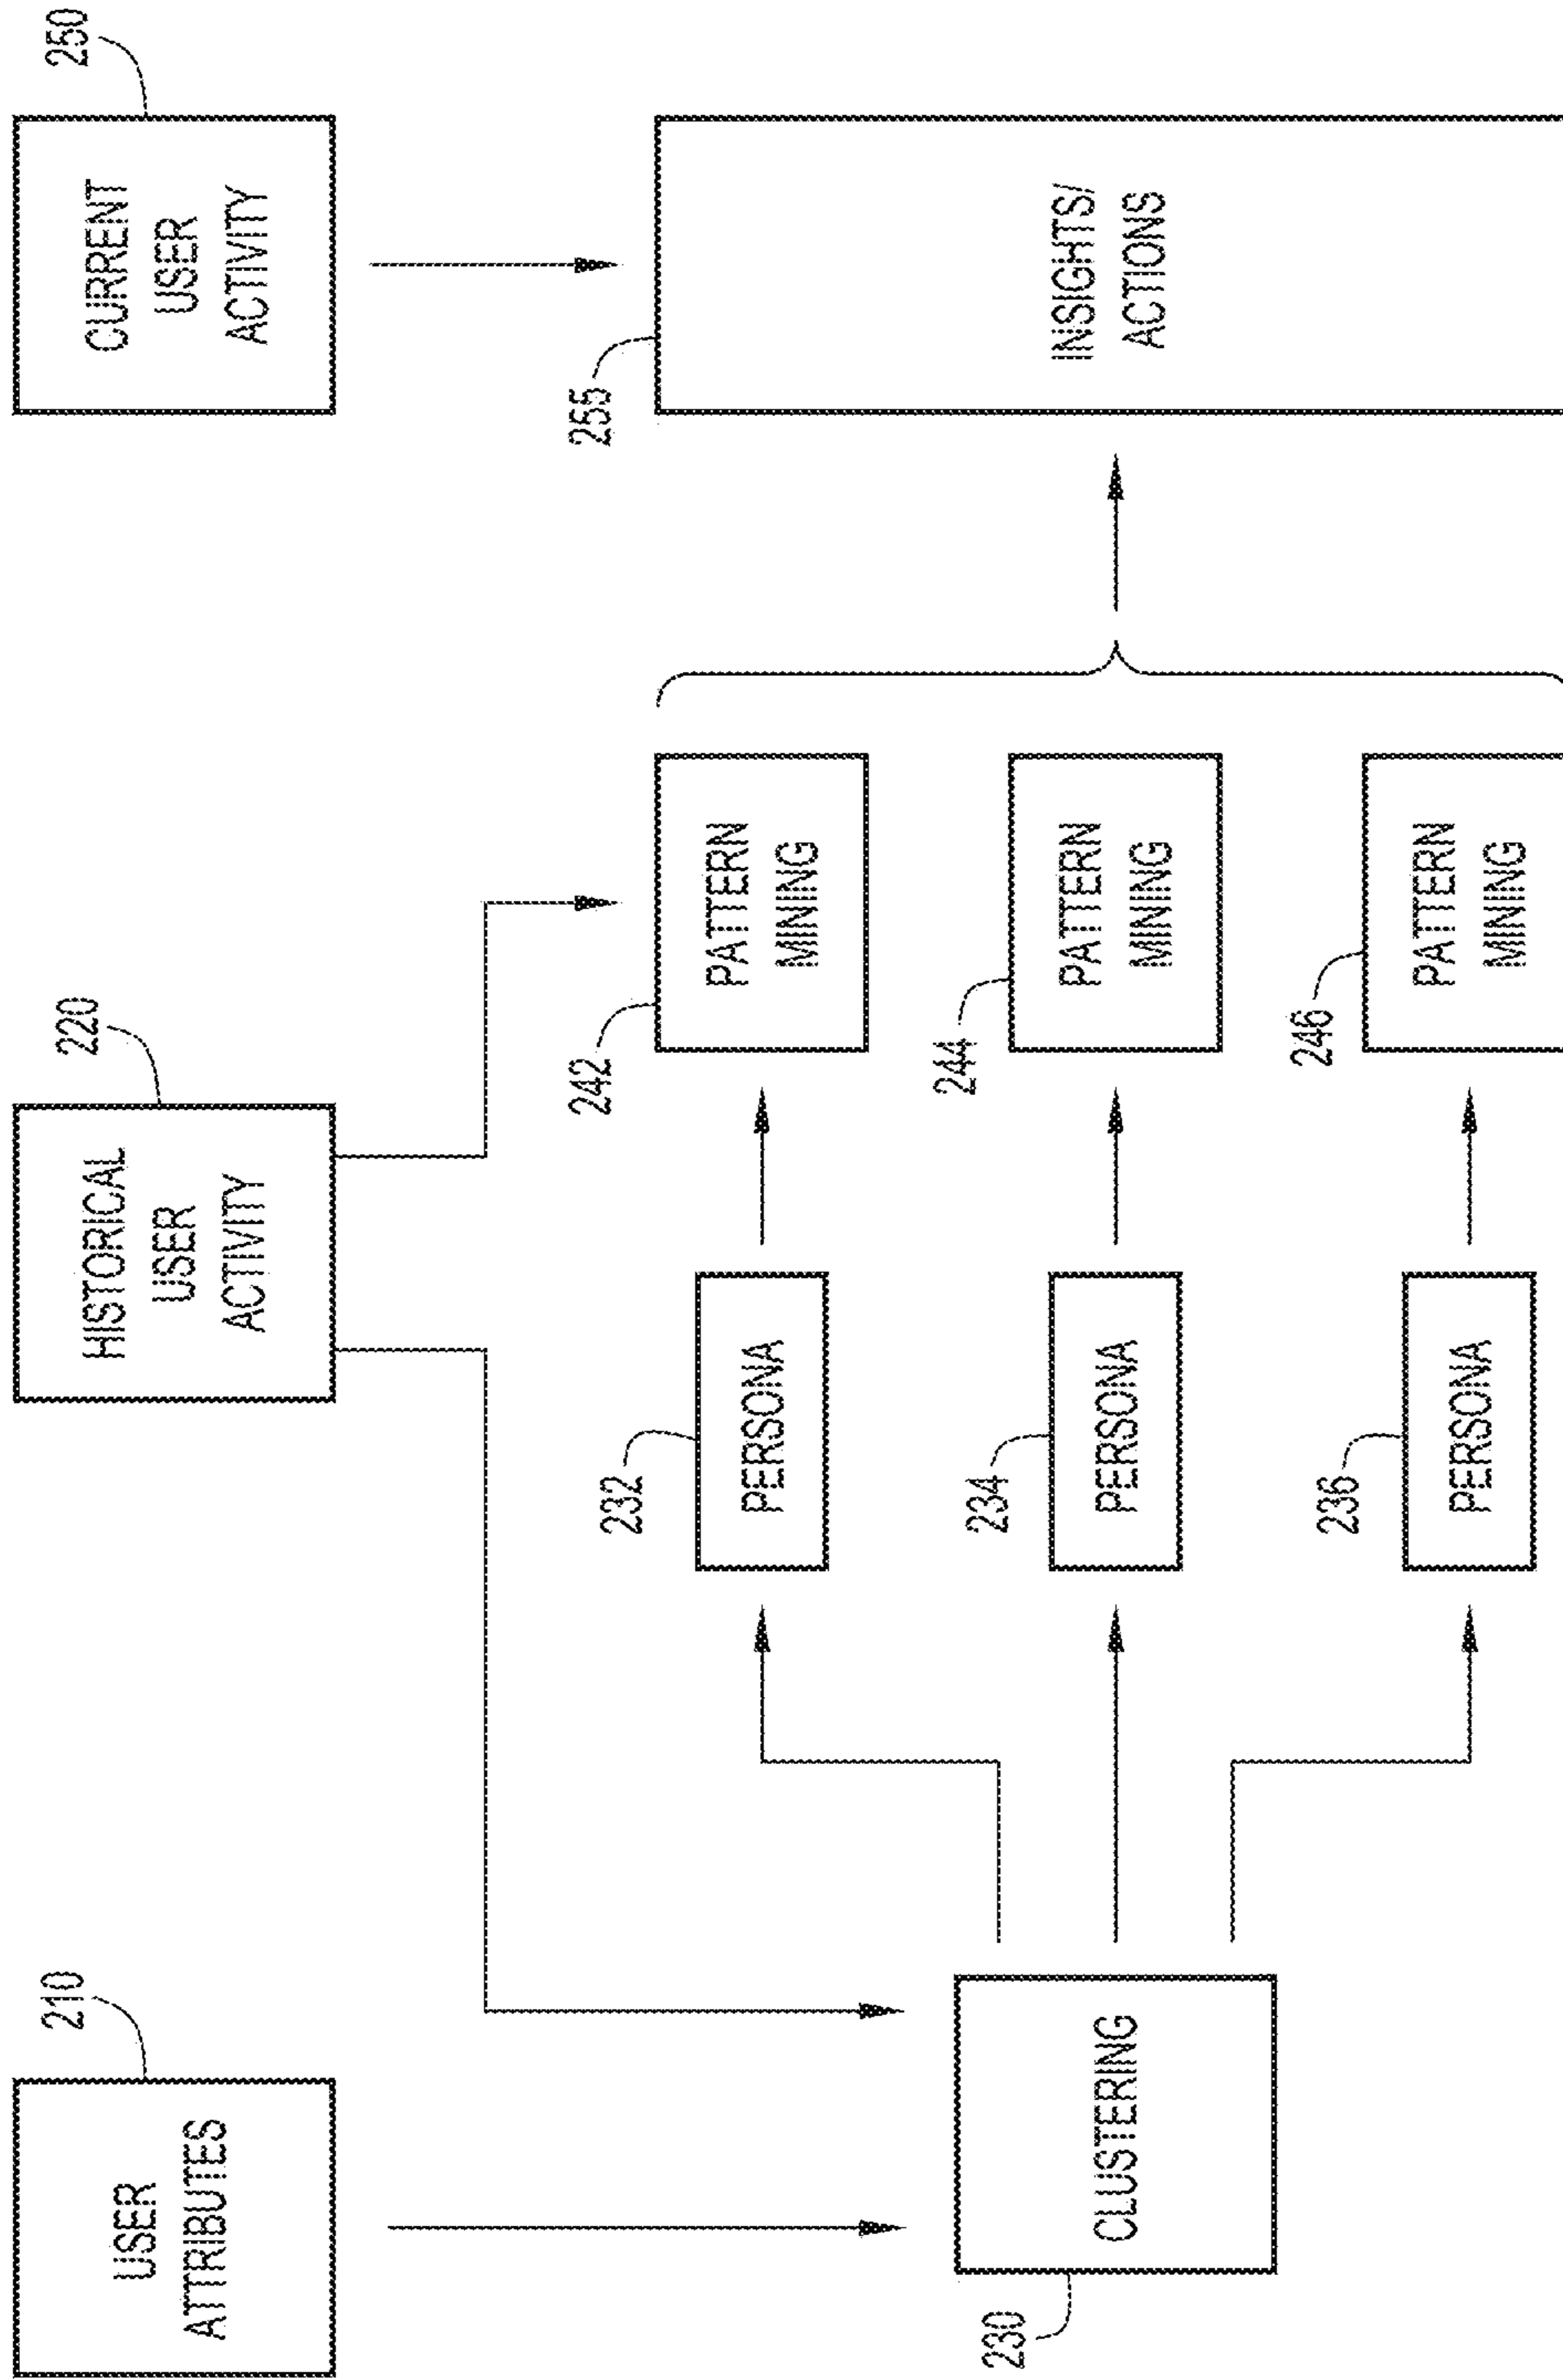 210
USER
ATTRIBUTES
220
HISTORICAL
USER
ACTIVITY
250
CURRENT
USER
ACTIVITY
230
CLUSTERING
232
PERSONA
242
PATTERN
MINING
234
PERSONA
244
PATTERN
MINING
236
PERSONA
246
PATTERN
MINING
255
INSIGHTS/
ACTIONS